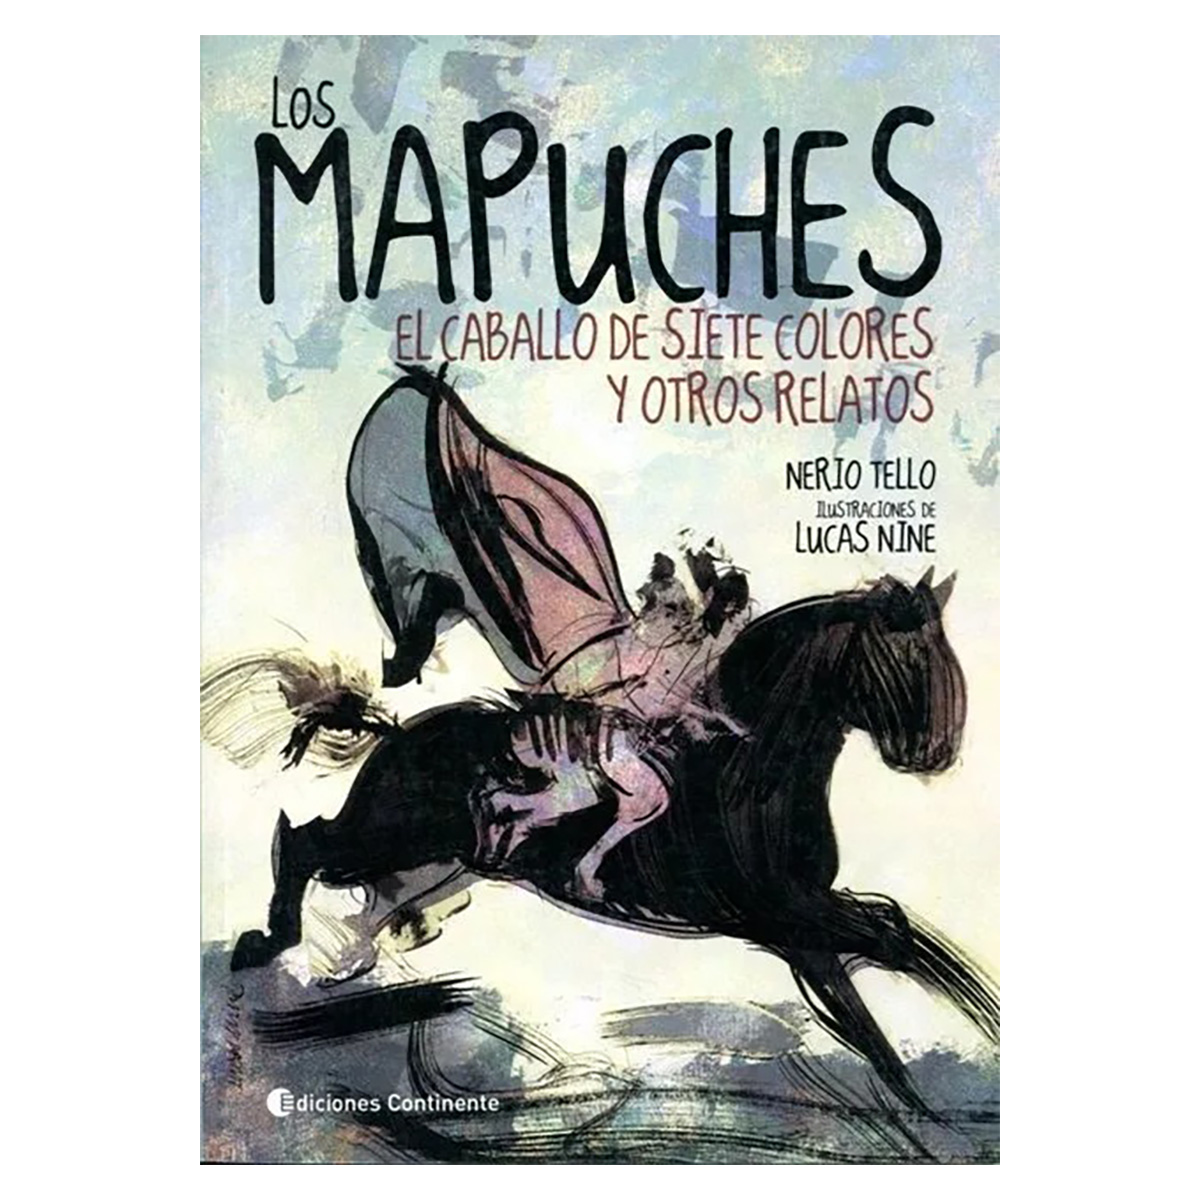 LOS
MAPUCHES
EL CABALLO DE SIETE COLORES
Y OTROS RELATOS
NERIO TELLO
ILUSTRACIONES DE
LUCAS NINE
Ediciones Continente